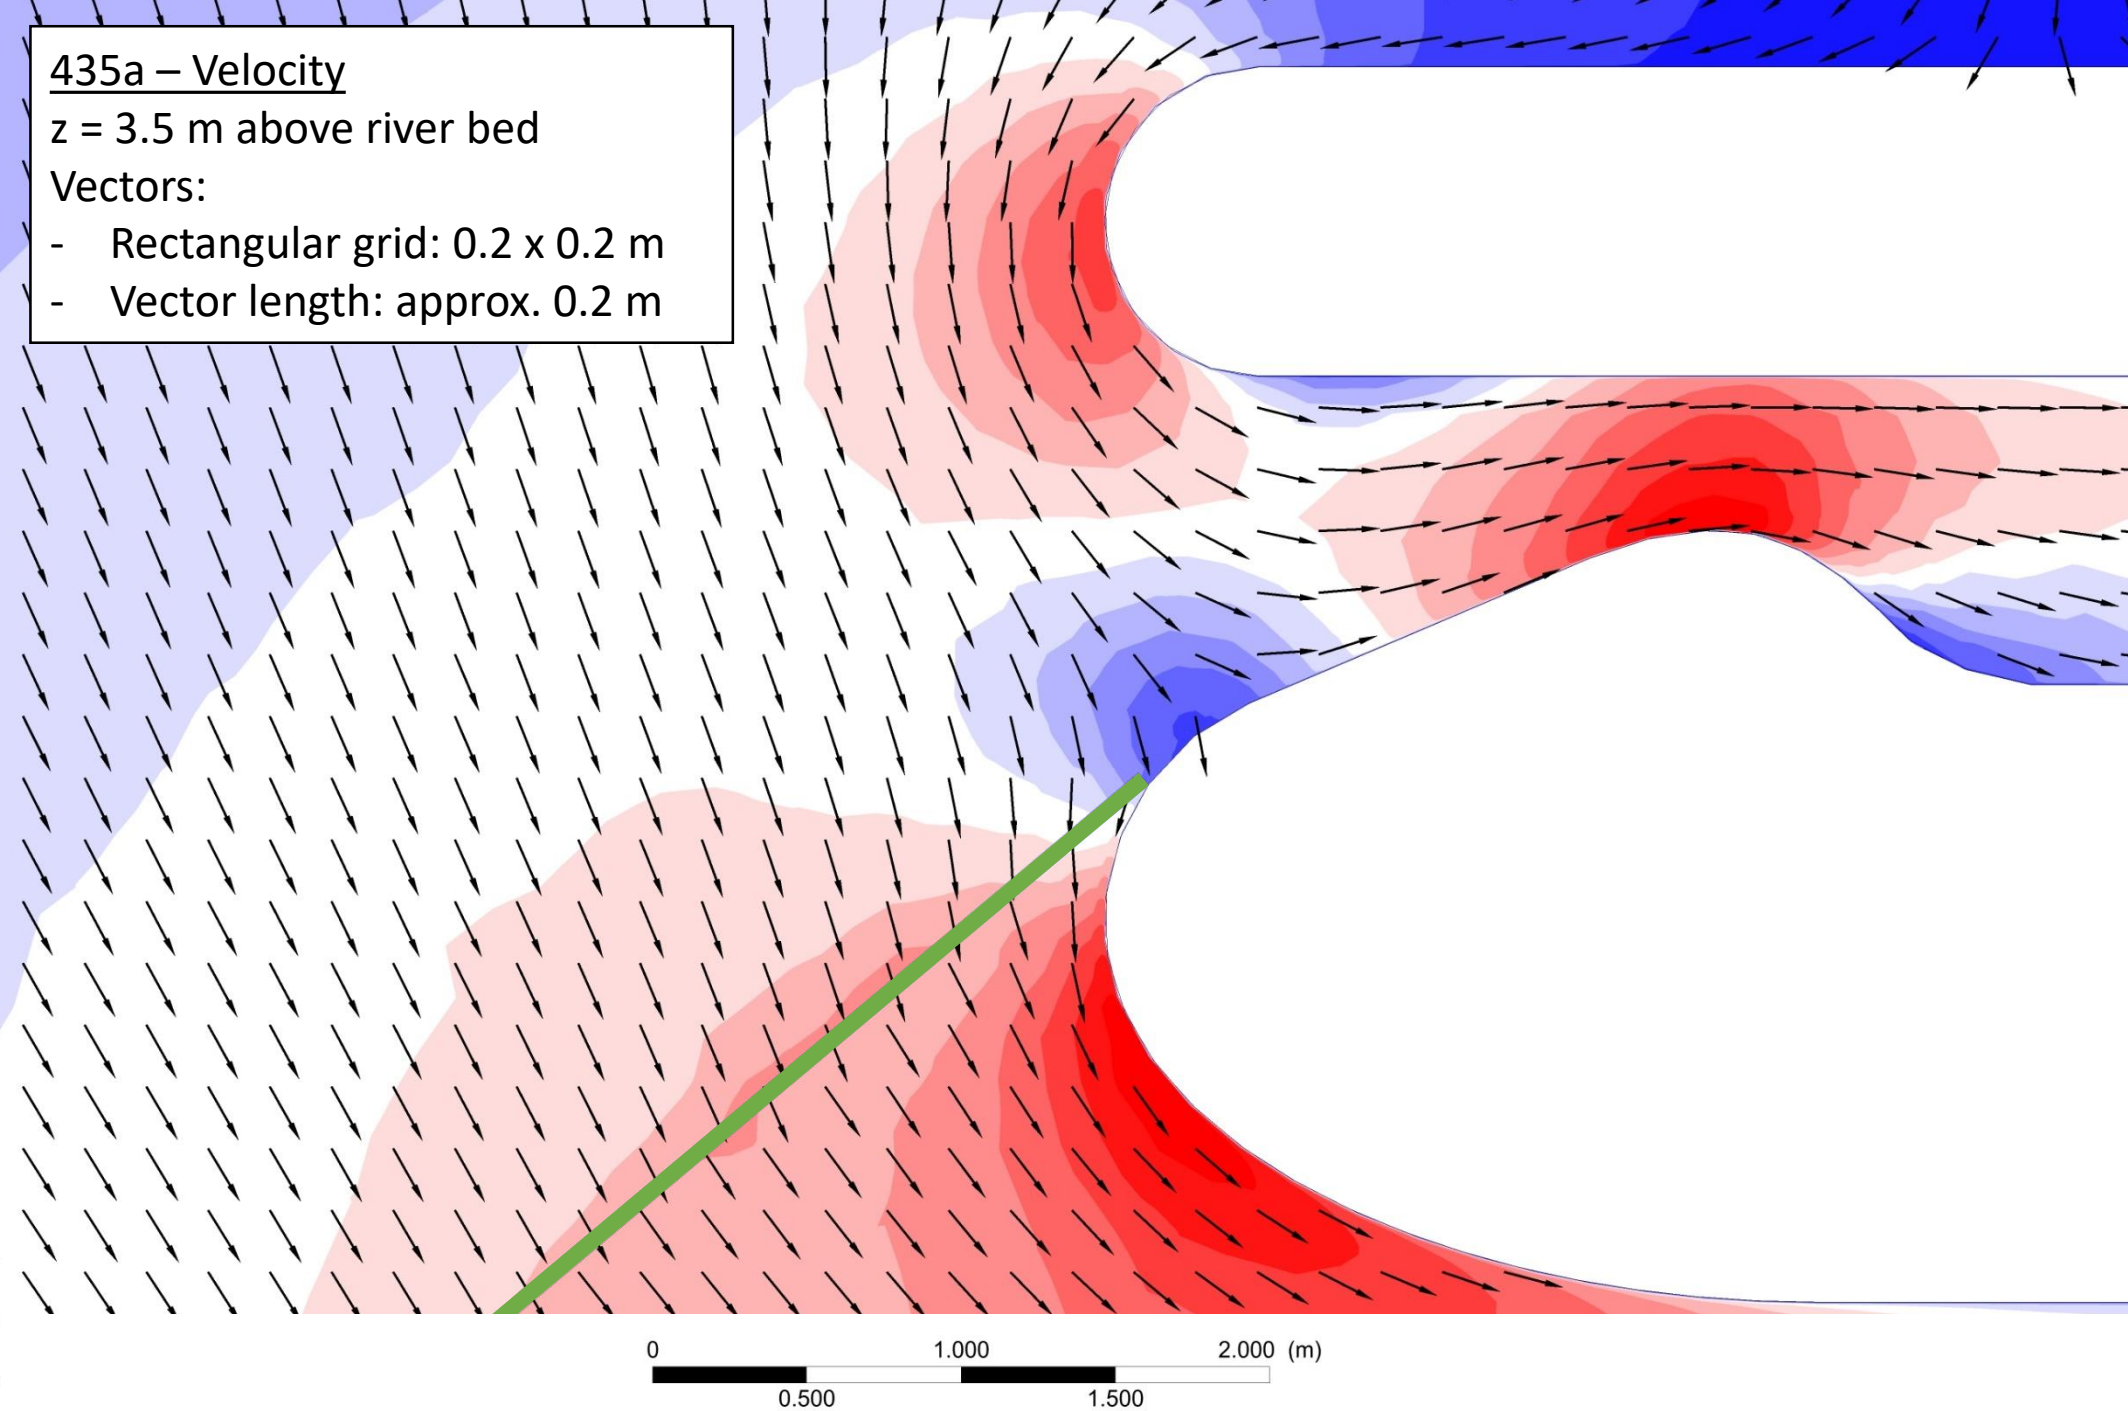 435a – Velocity
z = 3.5 m above river bed
Vectors:
- Rectangular grid: 0.2 x 0.2 m
- Vector length: approx. 0.2 m
0 1.000 2.000 (m)
0.500 1.500